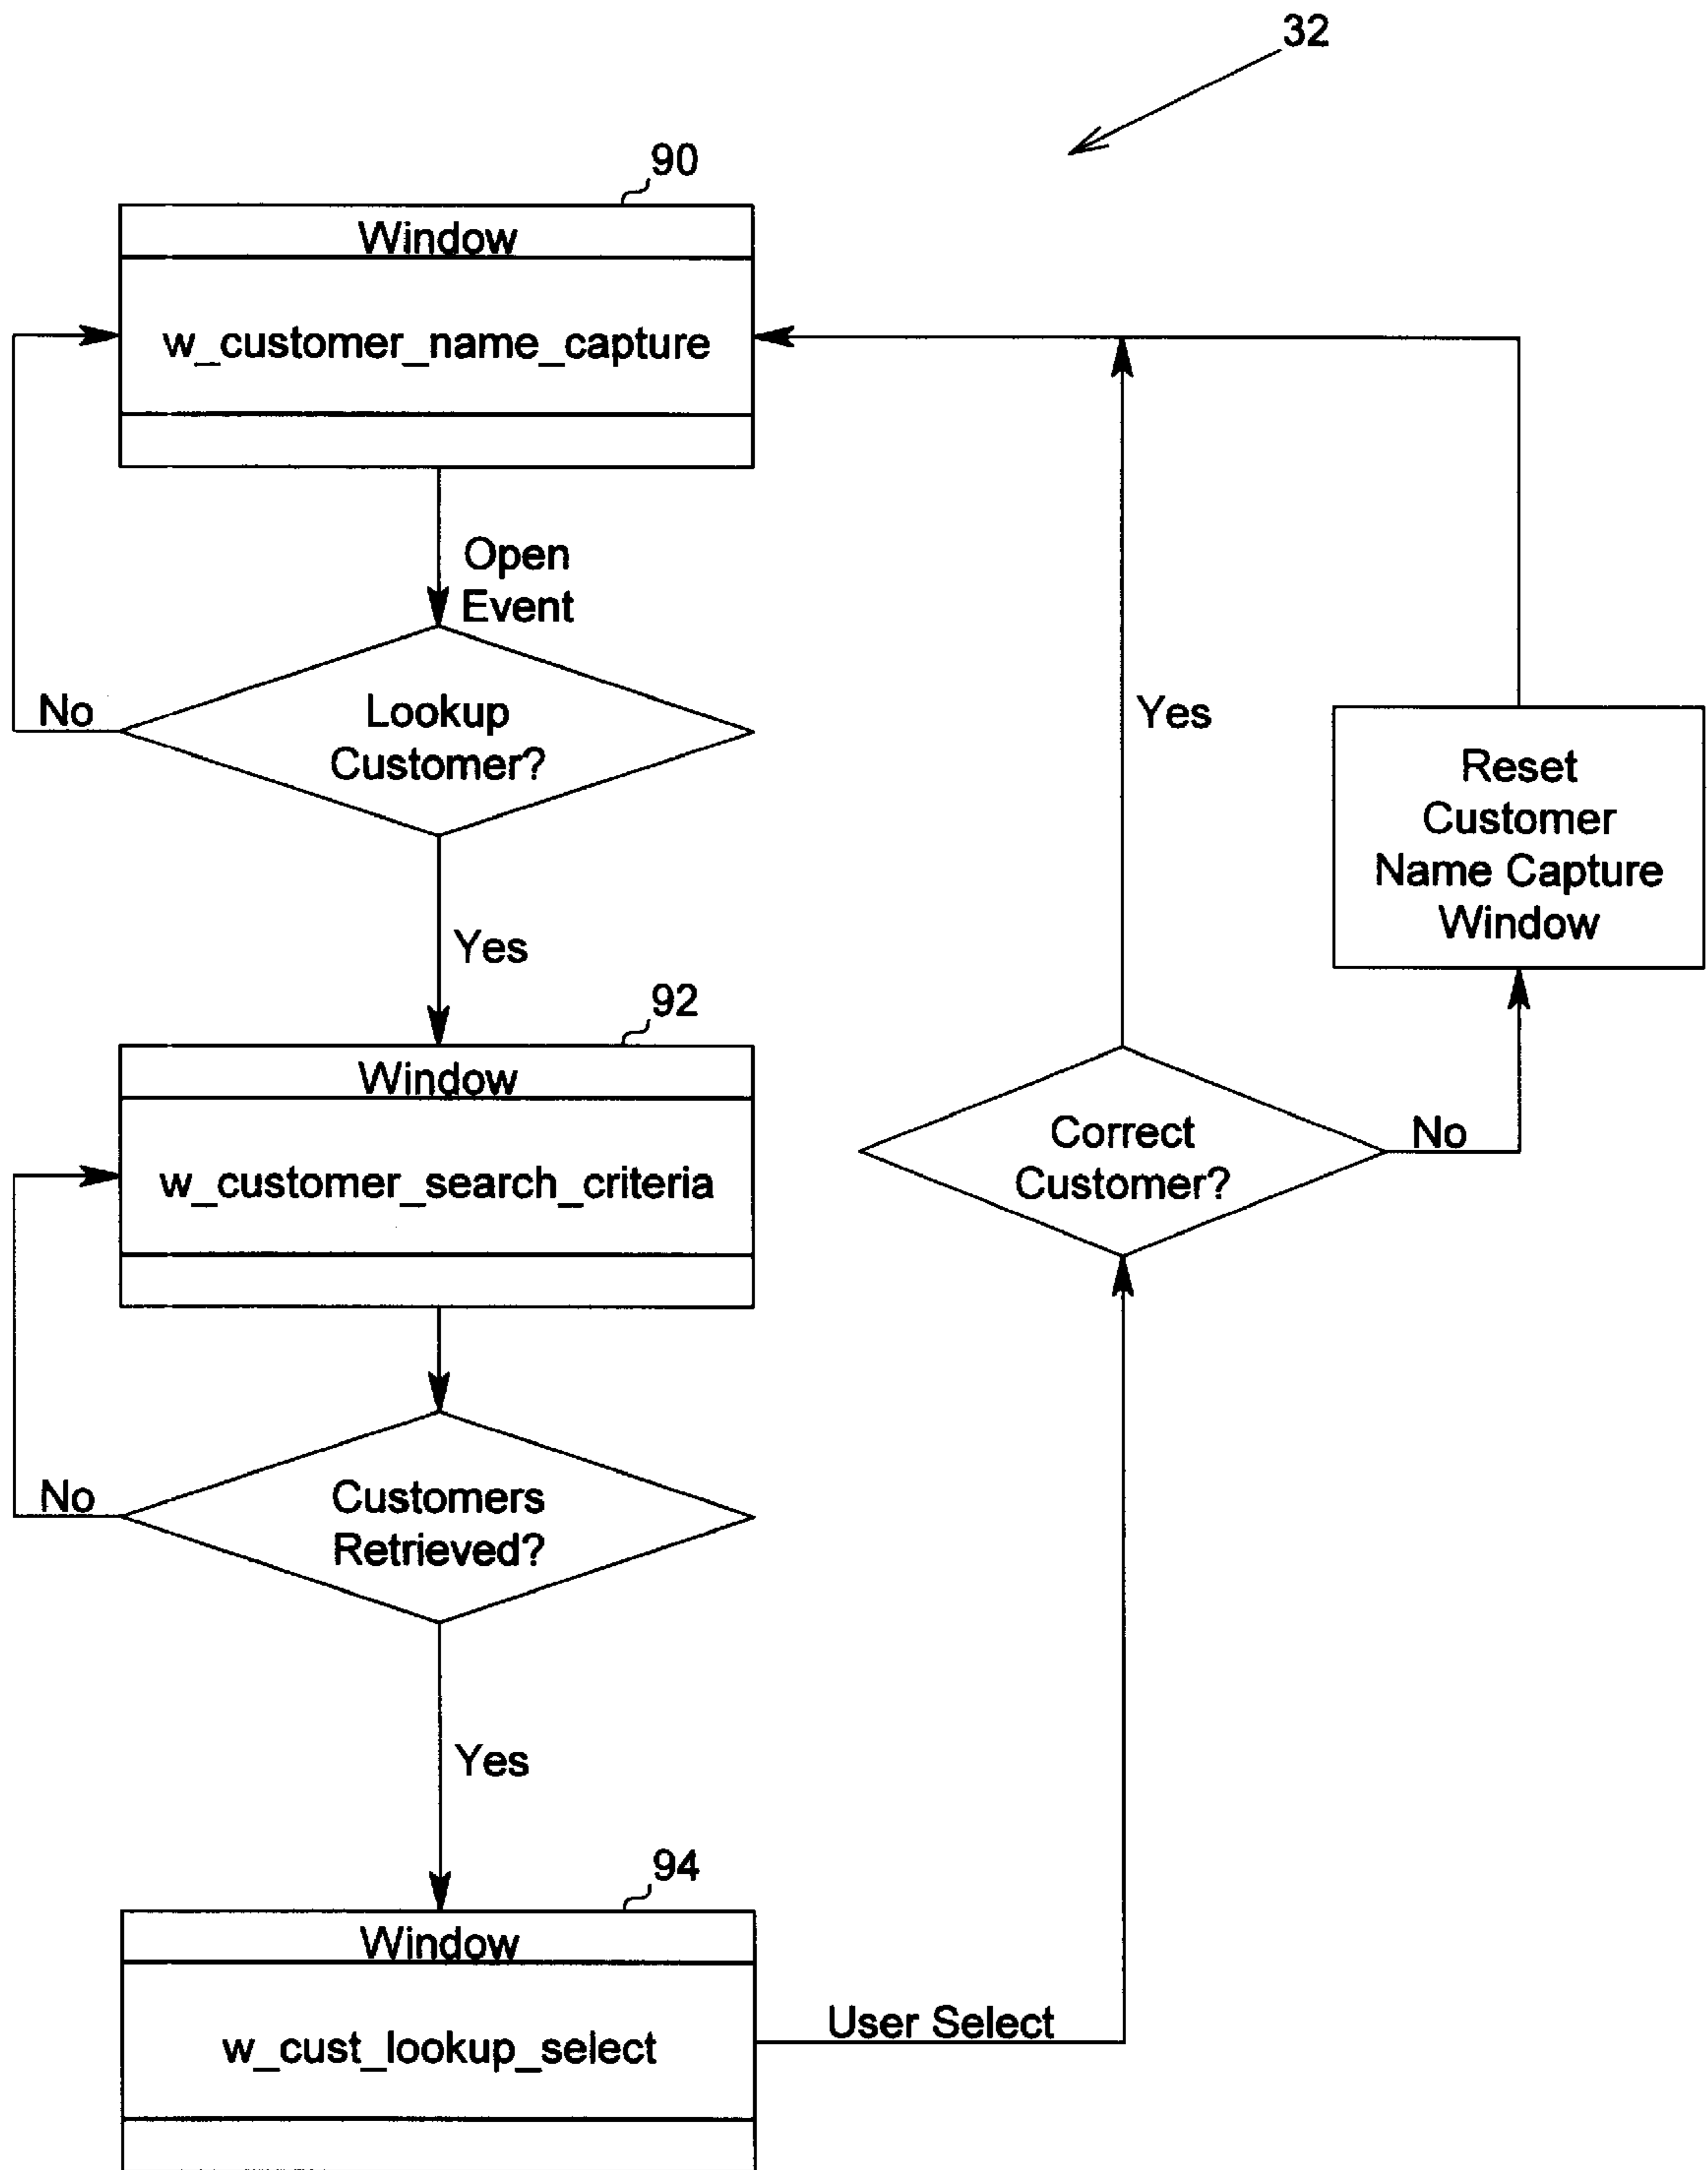 32
90
Window
w_customer_name_capture
Open
Event
Lookup
Customer?
No
Yes
92
Window
w_customer_search_criteria
Customers
Retrieved?
No
Yes
94
Window
w_cust_lookup_select
User Select
Correct
Customer?
Yes
No
Reset
Customer
Name Capture
Window